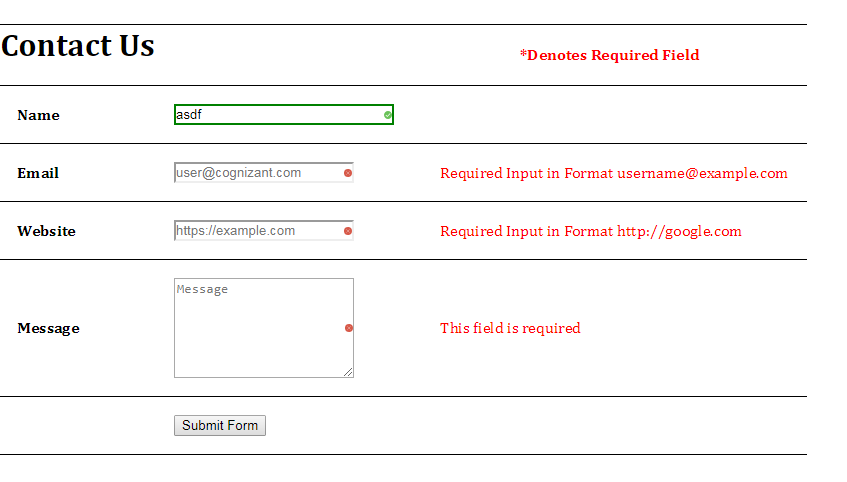 Contact Us
*Denotes Required Field
Name
asdf
Email
user@cognizant.com
Required Input in Format username@example.com
Website
https://example.com
Required Input in Format http://google.com
Message
Message
This field is required
Submit Form